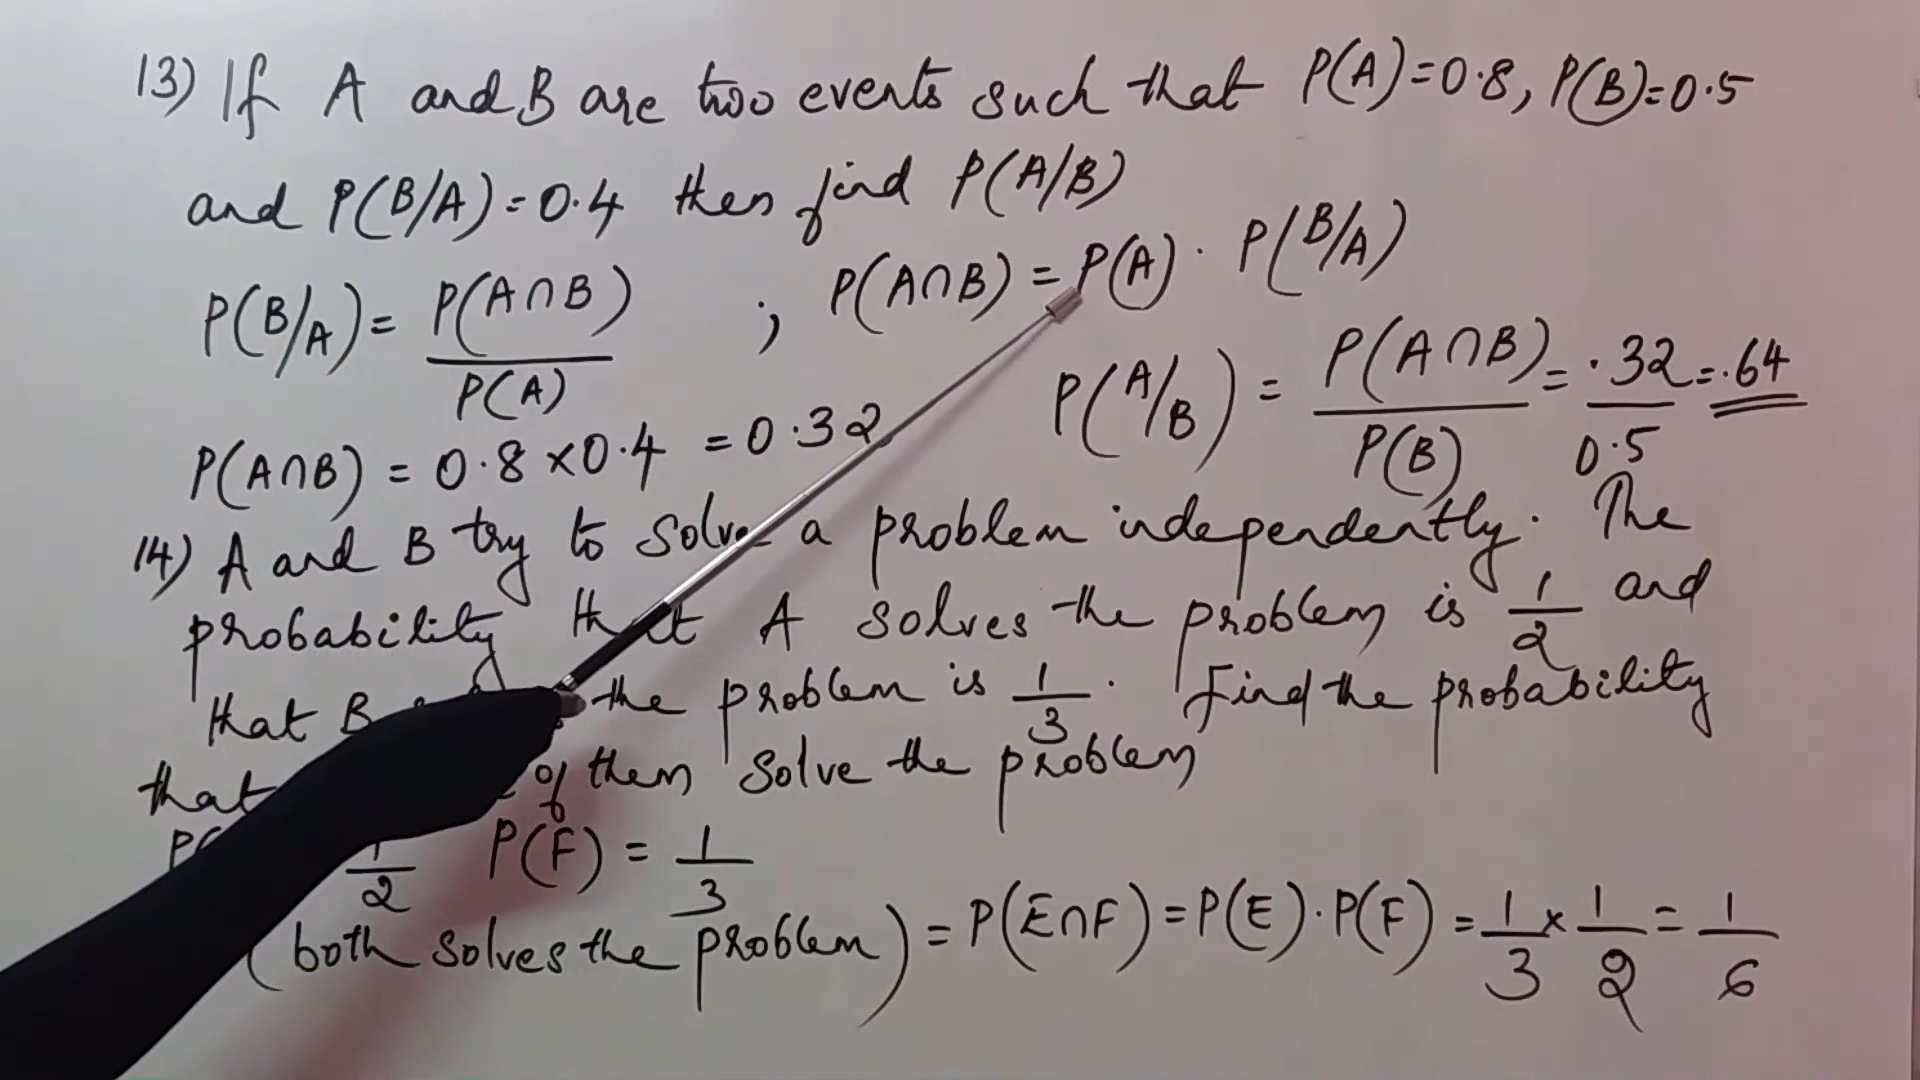 13) If A and B are two events such that P(A)=0.8, P(B)=0.5
and P(B/A)=0.4 then find P(A/B)
P(B/A) = P(A∩B) / P(A) ; P(A∩B) = P(A) · P(B/A)
P(A/B) = P(A∩B) / P(B) = .32 / 0.5 = .64
P(A∩B) = 0.8 × 0.4 = 0.32
14) A and B try to solve a problem independently. The
probability that A solves the problem is 1/2 and
that B the problem is 1/3. Find the probability
that of them solve the problem
1/2 P(F) = 1/3
(both solves the problem) = P(E∩F) = P(E)·P(F) = 1/3 × 1/2 = 1/6